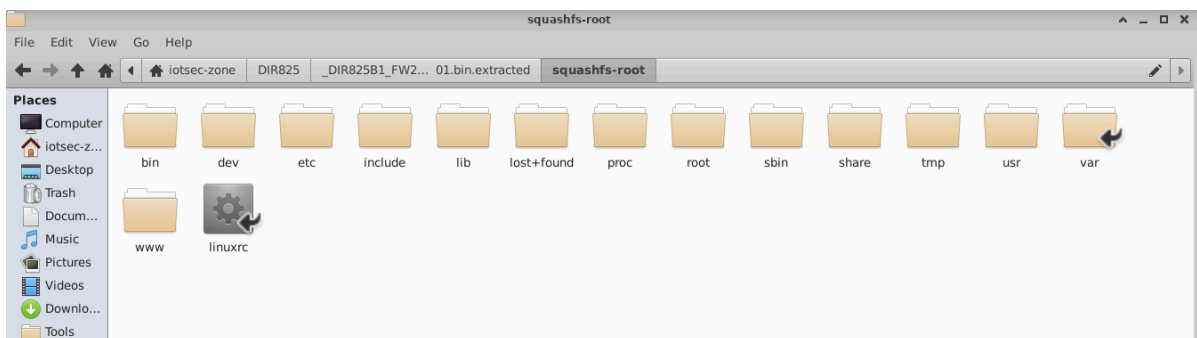 squashfs-root
File Edit View Go Help
iotsec-zone DIR825 _DIR825B1_FW2... 01.bin.extracted squashfs-root
Places
Computer
iotsec-z...
Desktop
Trash
Docum...
Music
Pictures
Videos
Downlo...
Tools
bin dev etc include lib lost+found proc root sbin share tmp usr var
www linuxrc